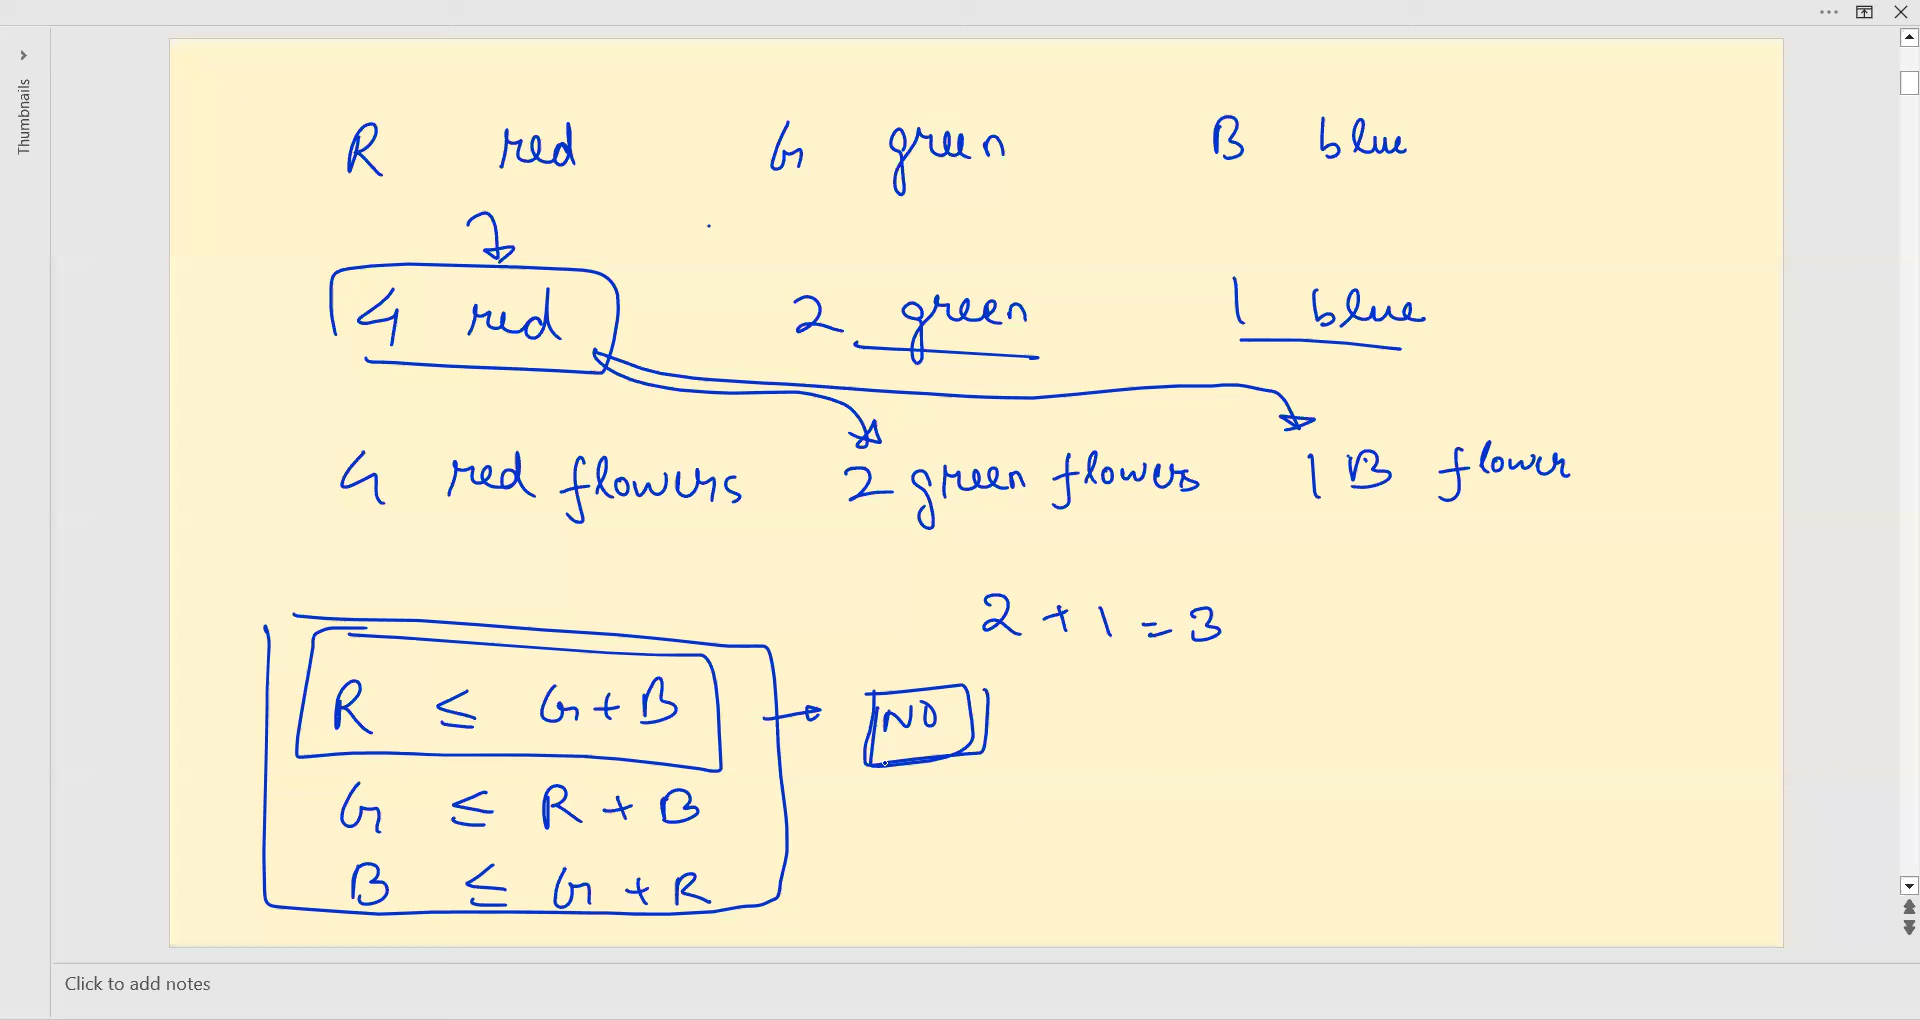 Thumbnails
R red G green B blue
4 red 2 green 1 blue
4 red flowers 2 green flowers 1 B flower
2 + 1 = 3
R ≤ G + B NO
G ≤ R + B
B ≤ G + R
Click to add notes